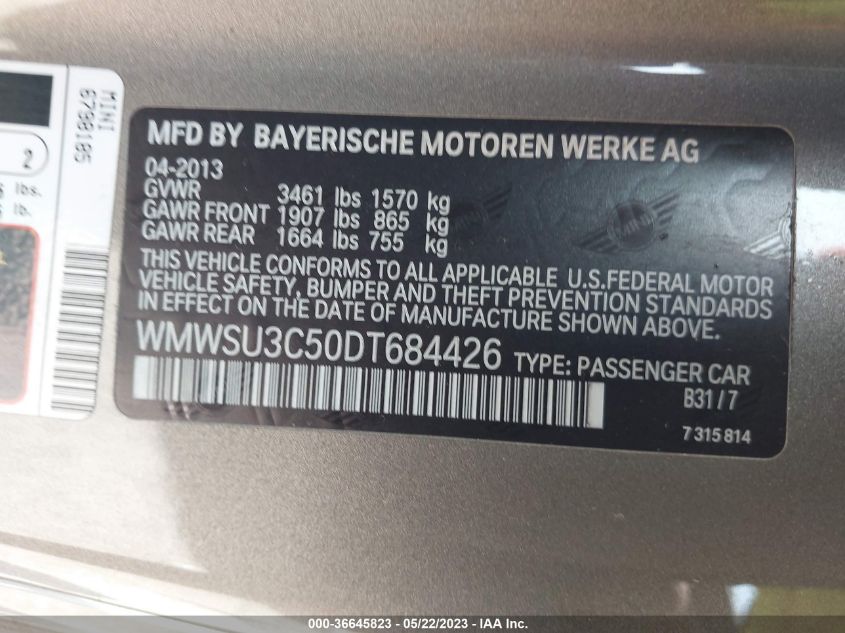 MINI
6798185
2
lbs.
lb.
MFD BY BAYERISCHE MOTOREN WERKE AG
04-2013
GVWR 3461 lbs 1570 kg
GAWR FRONT 1907 lbs 865 kg
GAWR REAR 1664 lbs 755 kg
THIS VEHICLE CONFORMS TO ALL APPLICABLE U.S.FEDERAL MOTOR
VEHICLE SAFETY, BUMPER AND THEFT PREVENTION STANDARDS
IN EFFECT ON THE DATE OF MANUFACTURE SHOWN ABOVE.
WMWSU3C50DT684426 TYPE: PASSENGER CAR
B31/7
7315814
MINI
000-36645823 - 05/22/2023 - IAA Inc.